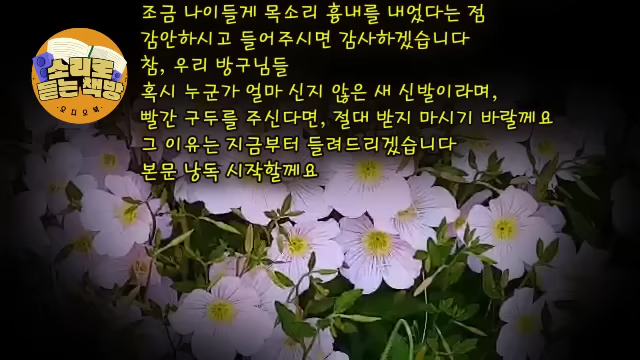 조금 나이들게 목소리 흉내를 내었다는 점
감안하시고 들어주시면 감사하겠습니다
참, 우리 방구님들
혹시 누군가 얼마 신지 않은 새 신발이라며,
빨간 구두를 주신다면, 절대 받지 마시기 바랄께요
그 이유는 지금부터 들려드리겠습니다
본문 낭독 시작할께요
소리로
듣는 책방
오디오북